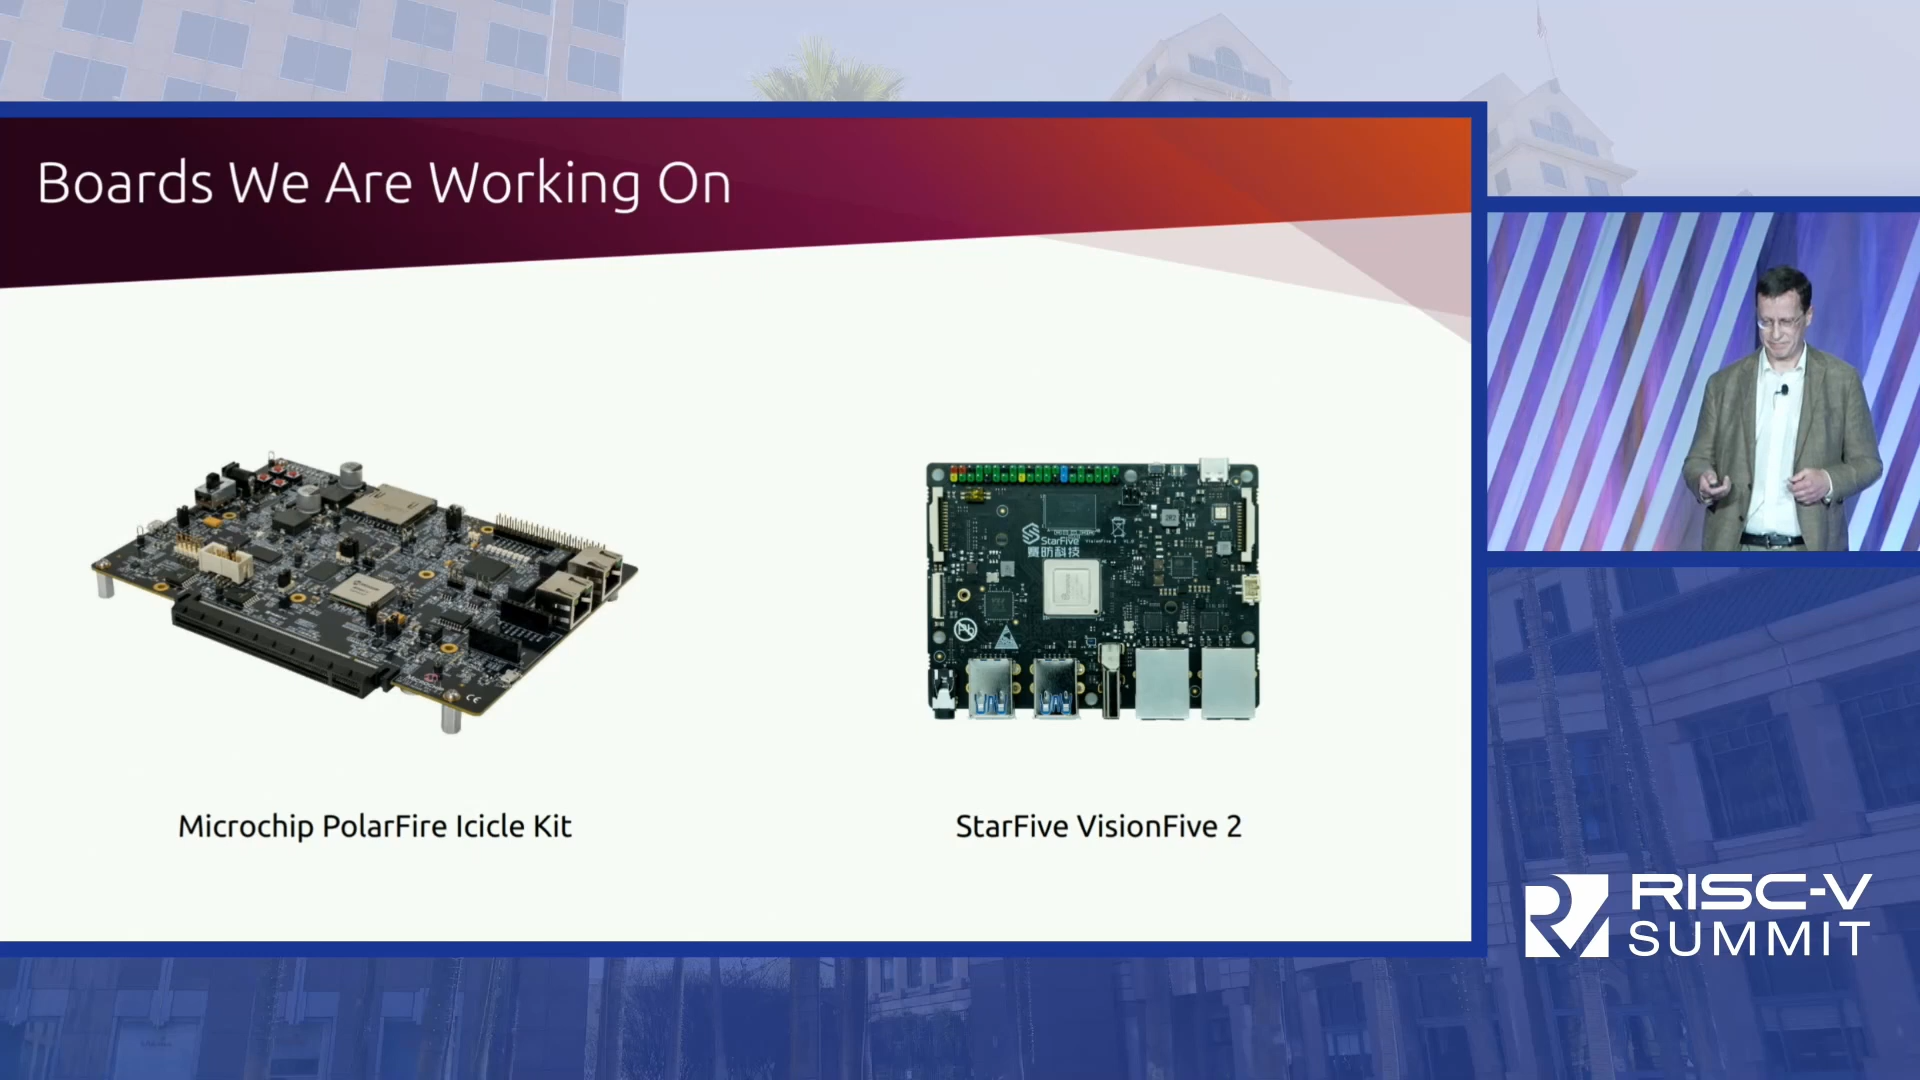 Boards We Are Working On
StarFive
赛昉科技
Microchip PolarFire Icicle Kit
StarFive VisionFive 2
RISC-V
SUMMIT